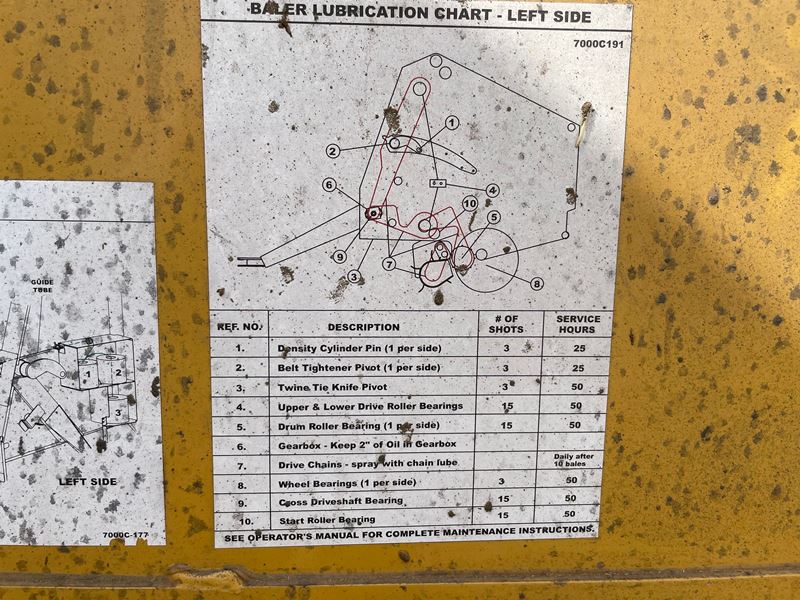 BALER LUBRICATION CHART - LEFT SIDE
7000C191
1
2
6
4
10
5
9
7
3
8
REF. NO. DESCRIPTION # OF SHOTS SERVICE HOURS
1. Density Cylinder Pin (1 per side) 3 25
2. Belt Tightener Pivot (1 per side) 3 25
3. Twine Tie Knife Pivot 3 50
4. Upper & Lower Drive Roller Bearings 15 50
5. Drum Roller Bearing (1 per side) 15 50
6. Gearbox - Keep 2" of Oil in Gearbox
7. Drive Chains - spray with chain lube Daily after 10 bales
8. Wheel Bearings (1 per side) 3 50
9. Cross Driveshaft Bearing 15 50
10. Start Roller Bearing 15 50
SEE OPERATOR'S MANUAL FOR COMPLETE MAINTENANCE INSTRUCTIONS.
GUIDE
TUBE
1 2
3
LEFT SIDE
7000C-177